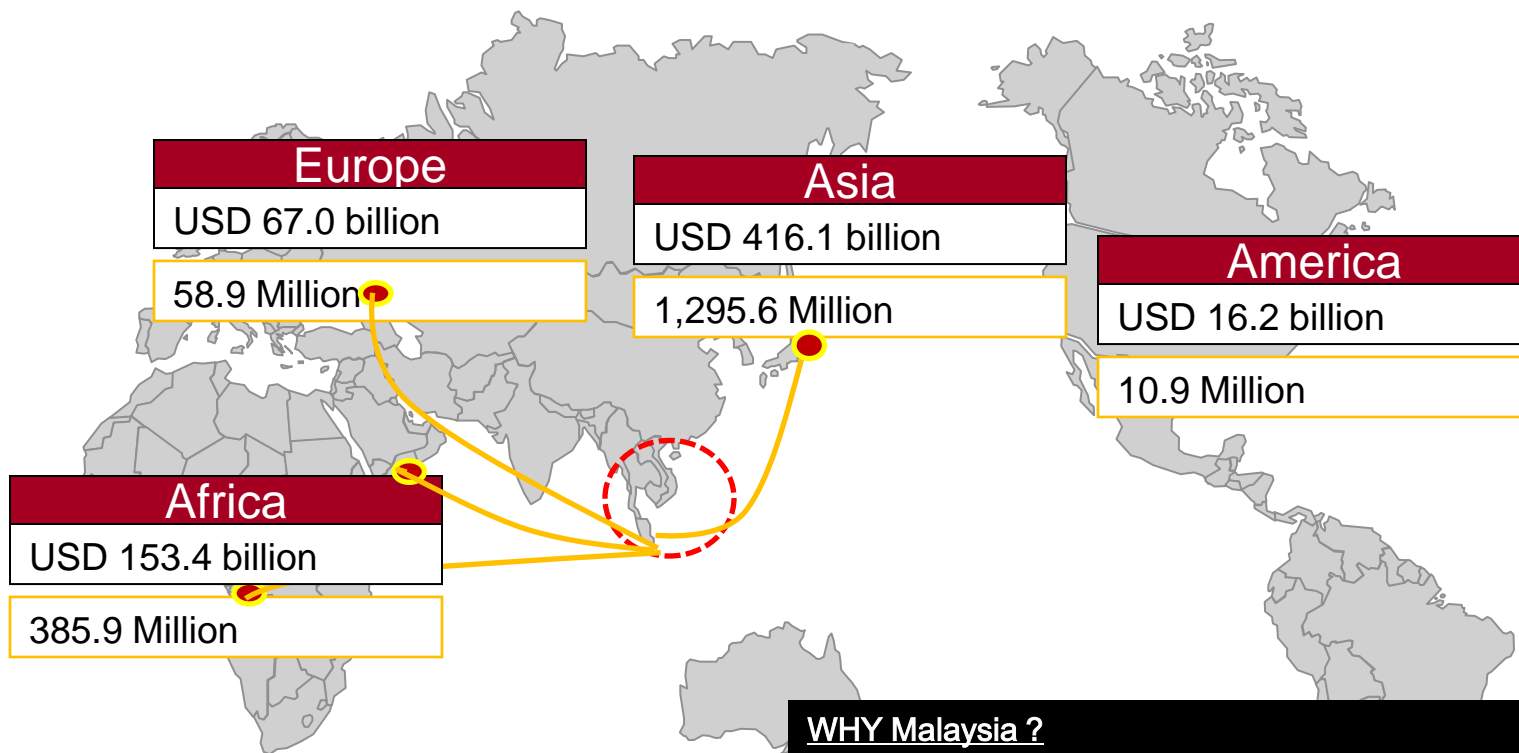 Europe
USD 67.0 billion
58.9 Million
Asia
USD 416.1 billion
1,295.6 Million
America
USD 16.2 billion
10.9 Million
Africa
USD 153.4 billion
385.9 Million
WHY Malaysia ?